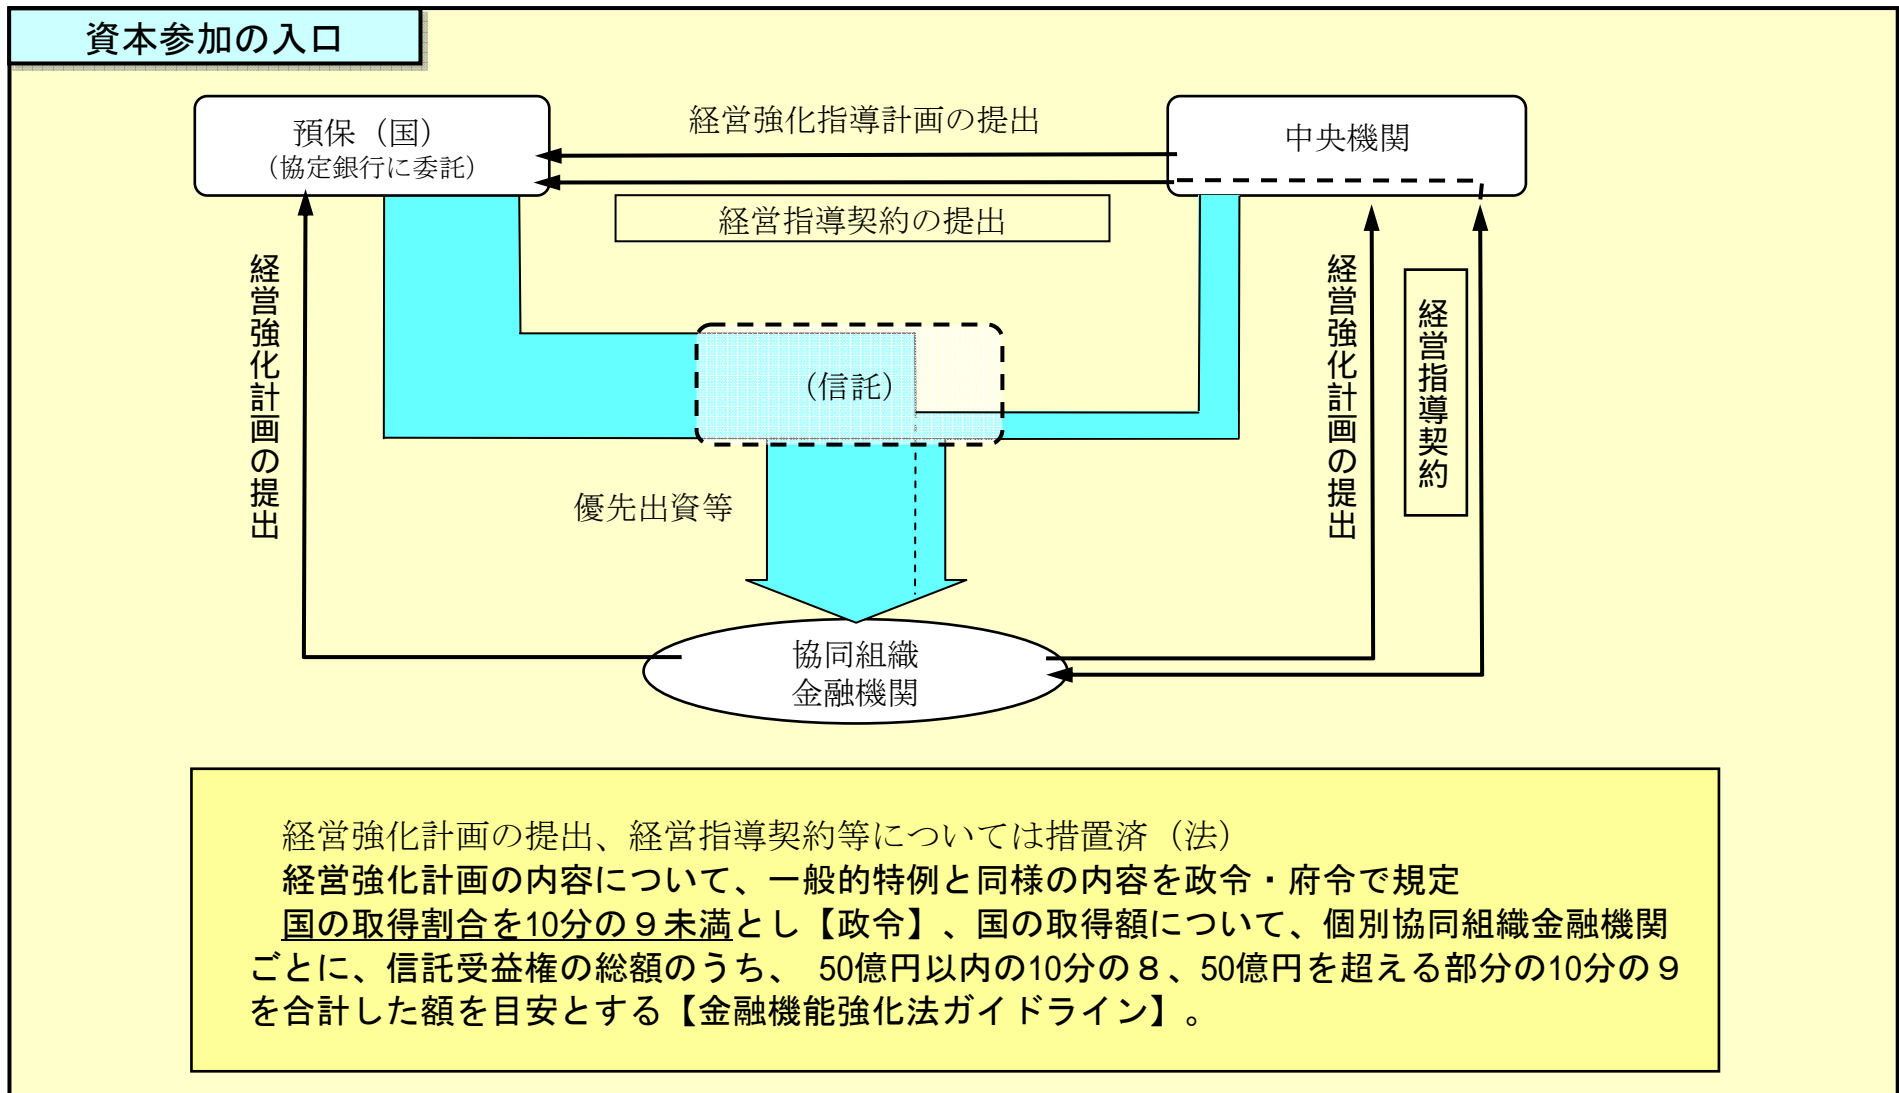 資本参加の入口
預保（国）
（協定銀行に委託）
経営強化指導計画の提出
中央機関
経営指導契約の提出
経営強化計画の提出
（信託）
経営強化計画の提出
経営指導契約
優先出資等
協同組織
金融機関
経営強化計画の提出、経営指導契約等については措置済（法）
経営強化計画の内容について、一般的特例と同様の内容を政令・府令で規定
国の取得割合を10分の９未満とし【政令】、国の取得額について、個別協同組織金融機関
ごとに、信託受益権の総額のうち、 50億円以内の10分の８、50億円を超える部分の10分の９
を合計した額を目安とする【金融機能強化法ガイドライン】。